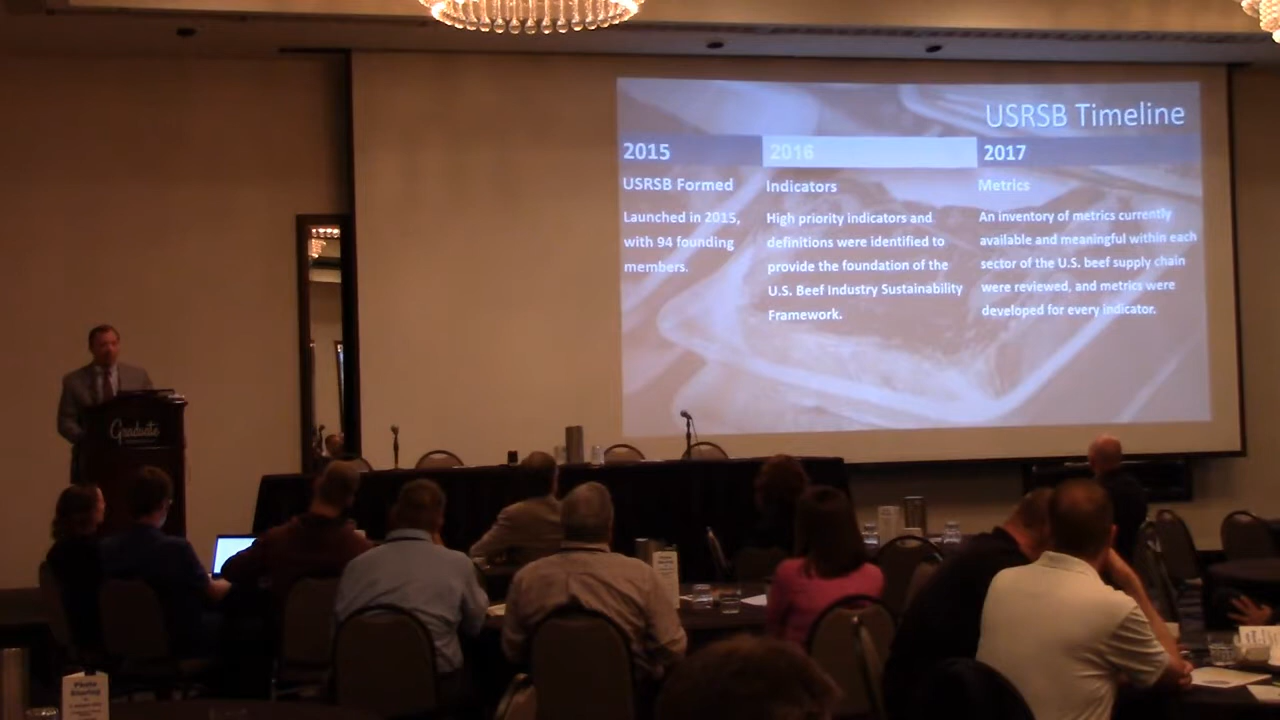 USRSB Timeline
2015
2016
2017
USRSB Formed
Indicators
Metrics
Launched in 2015,
with 94 founding
members.
High priority indicators and
definitions were identified to
provide the foundation of the
U.S. Beef Industry Sustainability
Framework.
An inventory of metrics currently
available and meaningful within each
sector of the U.S. beef supply chain
were reviewed, and metrics were
developed for every indicator.
Graduate
Photo
Sharing